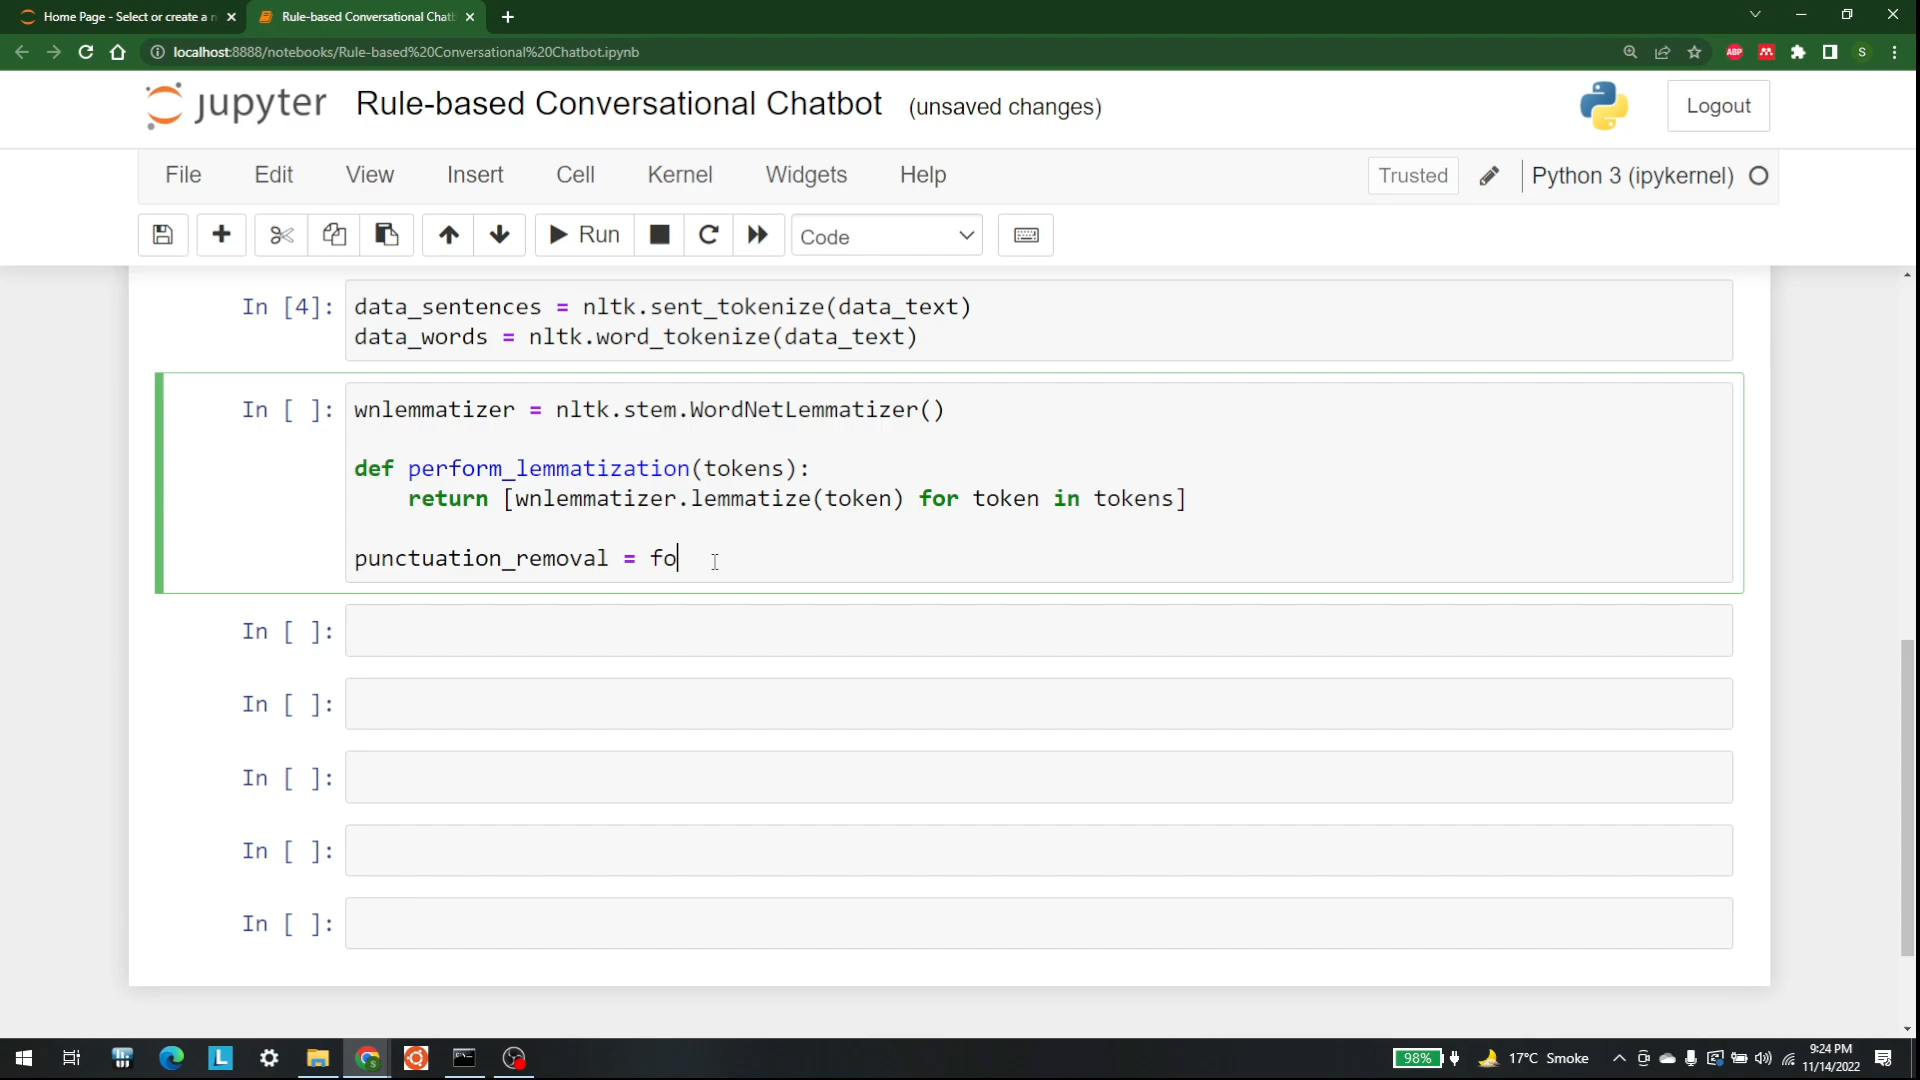 Home Page - Select or create a n
Rule-based Conversational Chatb
localhost:8888/notebooks/Rule-based%20Conversational%20Chatbot.ipynb
ABP
S
jupyter Rule-based Conversational Chatbot (unsaved changes)
Logout
File Edit View Insert Cell Kernel Widgets Help
Trusted Python 3 (ipykernel)
Run Code
In [4]: data_sentences = nltk.sent_tokenize(data_text)
data_words = nltk.word_tokenize(data_text)
In [ ]: wnlemmatizer = nltk.stem.WordNetLemmatizer()
def perform_lemmatization(tokens):
return [wnlemmatizer.lemmatize(token) for token in tokens]
punctuation_removal = fo
In [ ]:
In [ ]:
In [ ]:
In [ ]:
In [ ]:
L
98% 17°C Smoke
9:24 PM
11/14/2022